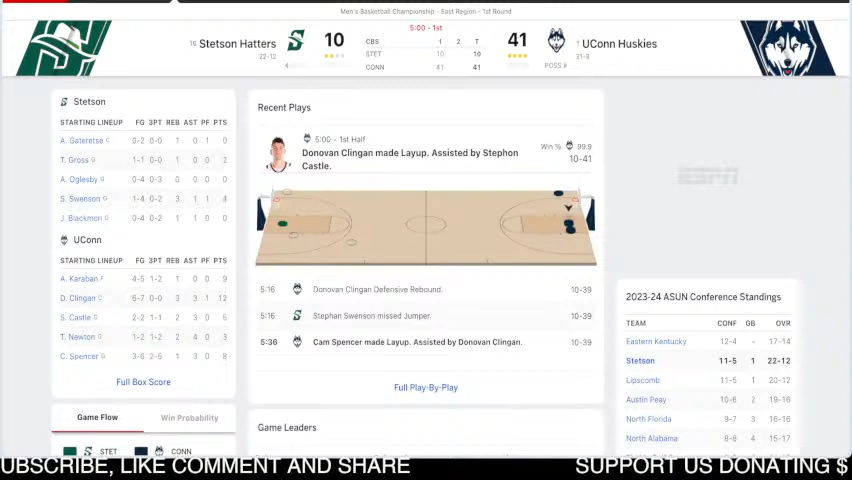 Men's Basketball Championship - East Region - 1st Round
16 Stetson Hatters
22-12
10
5:00 - 1st
CBS 1 2 T
STET 10 10
CONN 41 41
41
1 UConn Huskies
31-3
POSS
Stetson
STARTING LINEUP FG 3PT REB AST PF PTS
A. Gateretse C 0-2 0-0 1 0 1 0
T. Gross G 1-1 0-0 1 0 0 2
A. Oglesby G 0-4 0-3 0 0 0 0
S. Swenson G 1-4 0-2 3 1 1 4
J. Blackmon G 0-4 0-2 1 1 0 0
UConn
STARTING LINEUP FG 3PT REB AST PF PTS
A. Karaban F 4-5 1-2 1 0 0 9
D. Clingan C 6-7 0-0 3 3 1 12
S. Castle G 2-2 1-1 2 3 0 5
T. Newton G 1-2 1-2 2 4 0 3
C. Spencer G 3-6 2-5 1 3 0 8
Full Box Score
Game Flow Win Probability
STET CONN
Recent Plays
5:00 - 1st Half
Donovan Clingan made Layup. Assisted by Stephon
Castle.
Win % 99.9
10-41
5:16 Donovan Clingan Defensive Rebound. 10-39
5:16 Stephan Swenson missed Jumper. 10-39
5:36 Cam Spencer made Layup. Assisted by Donovan Clingan. 10-39
Full Play-By-Play
Game Leaders
ESPN
2023-24 ASUN Conference Standings
TEAM CONF GB OVR
Eastern Kentucky 12-4 - 17-14
Stetson 11-5 1 22-12
Lipscomb 11-5 1 20-12
Austin Peay 10-6 2 19-16
North Florida 9-7 3 16-16
North Alabama 8-8 4 15-17
UBSCRIBE, LIKE COMMENT AND SHARE SUPPORT US DONATING $